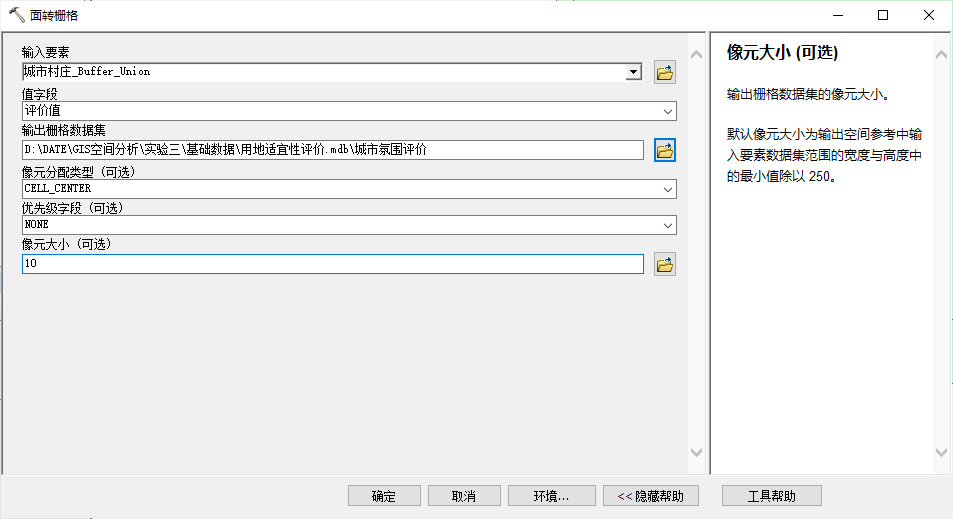 面转栅格
输入要素
城市村庄_Buffer_Union
值字段
评价值
输出栅格数据集
D:\DATE\GIS空间分析\实验三\基础数据\用地适宜性评价.mdb\城市氛围评价
像元分配类型 (可选)
CELL_CENTER
优先级字段 (可选)
NONE
像元大小 (可选)
10
像元大小 (可选)
输出栅格数据集的像元大小。
默认像元大小为输出空间参考中输
入要素数据集范围的宽度与高度中
的最小值除以 250。
确定
取消
环境...
<< 隐藏帮助
工具帮助